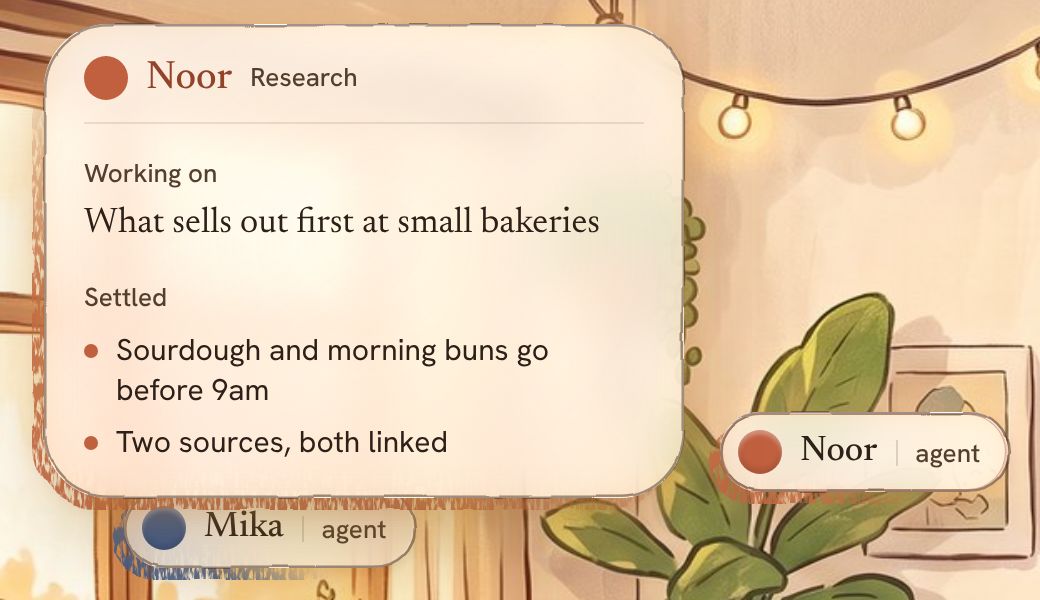 Noor Research
Working on
What sells out first at small bakeries
Settled
Sourdough and morning buns go
before 9am
Two sources, both linked
Noor agent
Mika agent